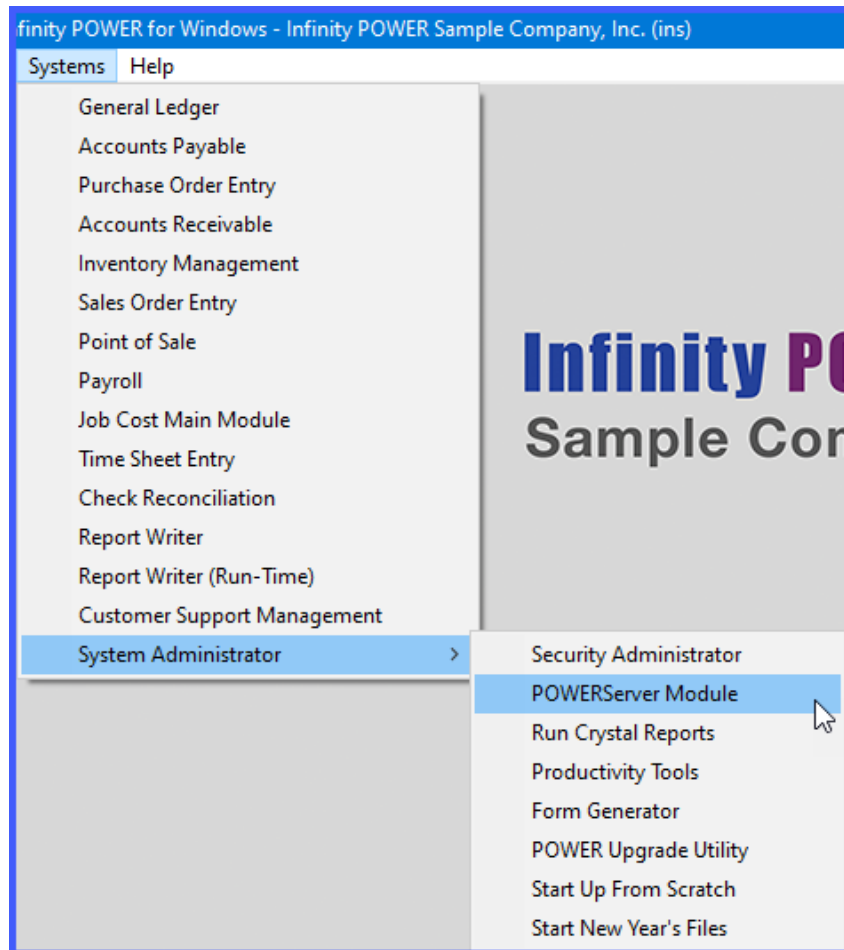 finity POWER for Windows - Infinity POWER Sample Company, Inc. (ins)
Systems Help
General Ledger
Accounts Payable
Purchase Order Entry
Accounts Receivable
Inventory Management
Sales Order Entry
Point of Sale
Payroll
Job Cost Main Module
Time Sheet Entry
Check Reconciliation
Report Writer
Report Writer (Run-Time)
Customer Support Management
System Administrator >
Security Administrator
POWERServer Module
Run Crystal Reports
Productivity Tools
Form Generator
POWER Upgrade Utility
Start Up From Scratch
Start New Year's Files
Infinity PO
Sample Com